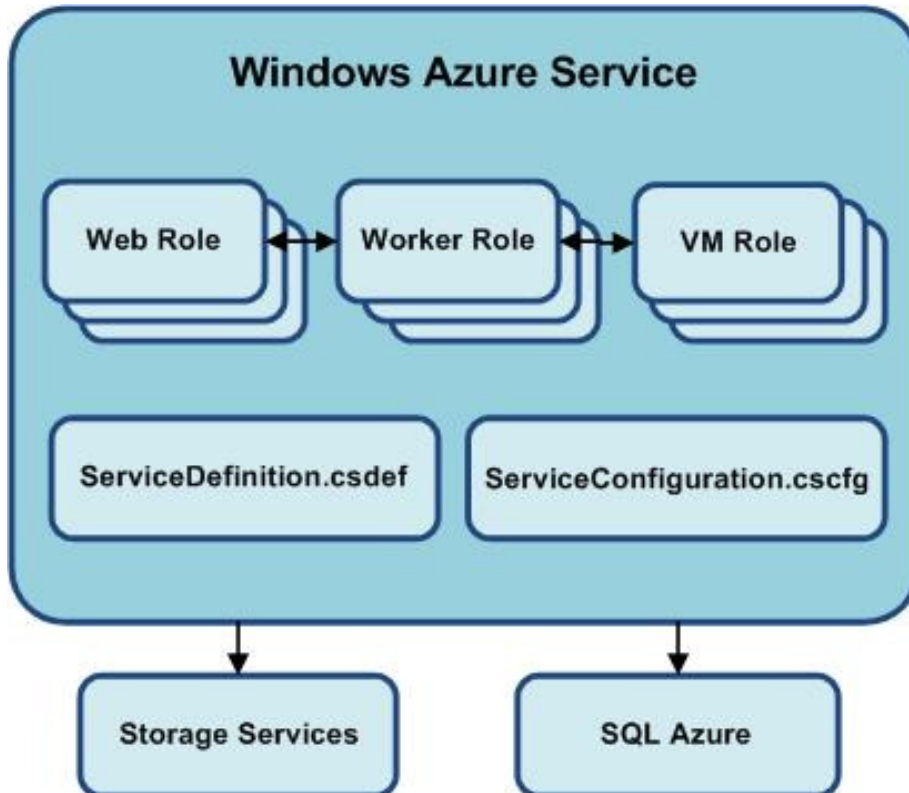 Windows Azure Service
Web Role
Worker Role
VM Role
ServiceDefinition.csdef
ServiceConfiguration.cscfg
Storage Services
SQL Azure